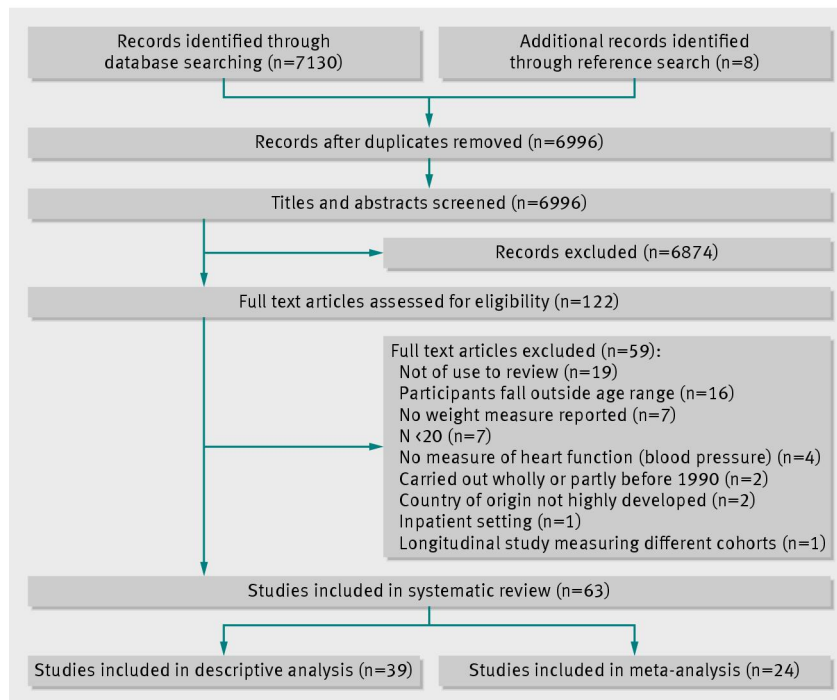 Records identified through
database searching (n=7130)
Additional records identified
through reference search (n=8)
Records after duplicates removed (n=6996)
Titles and abstracts screened (n=6996)
Records excluded (n=6874)
Full text articles assessed for eligibility (n=122)
Full text articles excluded (n=59):
Not of use to review (n=19)
Participants fall outside age range (n=16)
No weight measure reported (n=7)
N <20 (n=7)
No measure of heart function (blood pressure) (n=4)
Carried out wholly or partly before 1990 (n=2)
Country of origin not highly developed (n=2)
Inpatient setting (n=1)
Longitudinal study measuring different cohorts (n=1)
Studies included in systematic review (n=63)
Studies included in descriptive analysis (n=39)
Studies included in meta-analysis (n=24)